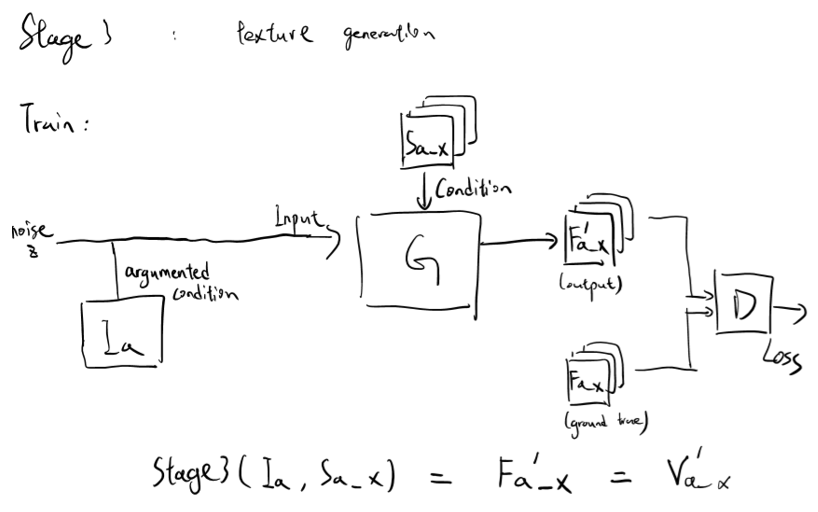 Stage 3 : texture generation
Train:
Sa_x
Condition
noise
z
Input
argumented
condition
Ia
G
Fa'_x
(output)
D
Loss
Fa_x
(ground true)
Stage3 ( Ia , Sa_x ) = Fa'_x = Va'_x